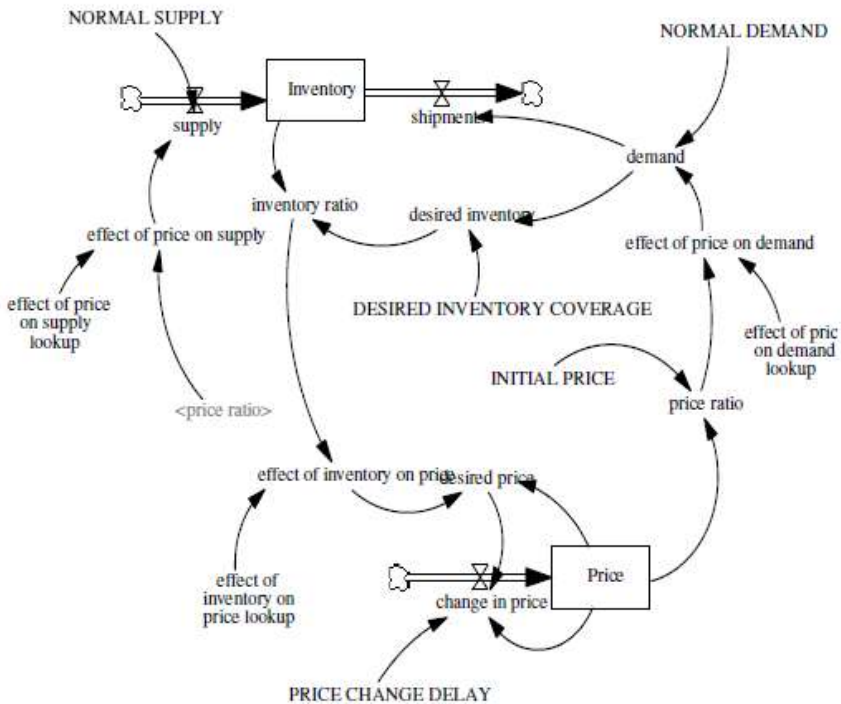 NORMAL SUPPLY
NORMAL DEMAND
Inventory
supply
shipments
demand
inventory ratio
desired inventory
effect of price on supply
effect of price on demand
effect of price
on supply
lookup
DESIRED INVENTORY COVERAGE
effect of pric
on demand
lookup
INITIAL PRICE
<price ratio>
price ratio
effect of inventory on price
desired price
effect of
inventory on
price lookup
Price
change in price
PRICE CHANGE DELAY